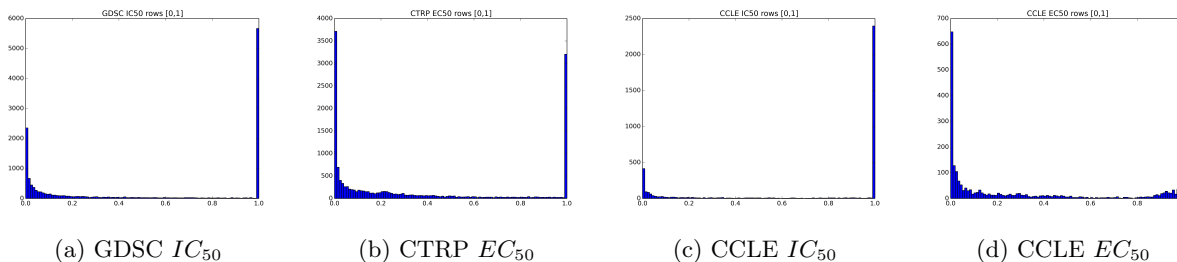 GDSC IC50 rows [0,1]
6000
5000
4000
3000
2000
1000
0
0.0 0.2 0.4 0.6 0.8 1.0
(a) GDSC IC50
CTRP EC50 rows [0,1]
4000
3500
3000
2500
2000
1500
1000
500
0
0.0 0.2 0.4 0.6 0.8 1.0
(b) CTRP EC50
CCLE IC50 rows [0,1]
2500
2000
1500
1000
500
0
0.0 0.2 0.4 0.6 0.8 1.0
(c) CCLE IC50
CCLE EC50 rows [0,1]
700
600
500
400
300
200
100
0
0.0 0.2 0.4 0.6 0.8
(d) CCLE EC50